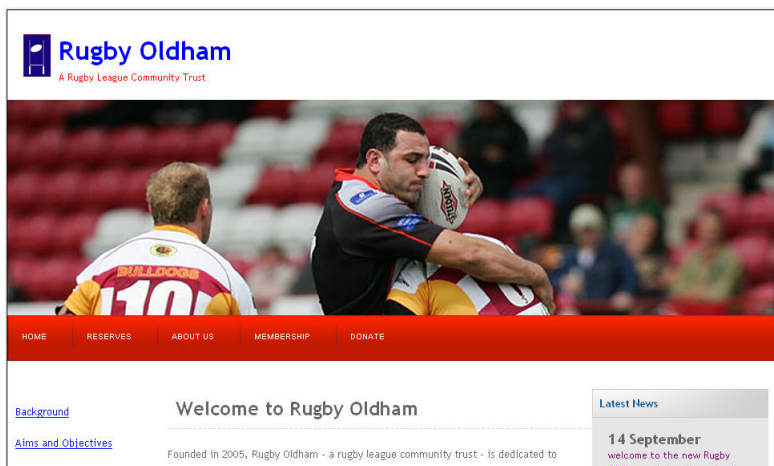 Rugby Oldham
A Rugby League Community Trust
BULLDOGS
10
HOME
RESERVES
ABOUT US
MEMBERSHIP
DONATE
Background
Aims and Objectives
Welcome to Rugby Oldham
Founded in 2005, Rugby Oldham - a rugby league community trust - is dedicated to
Latest News
14 September
welcome to the new Rugby